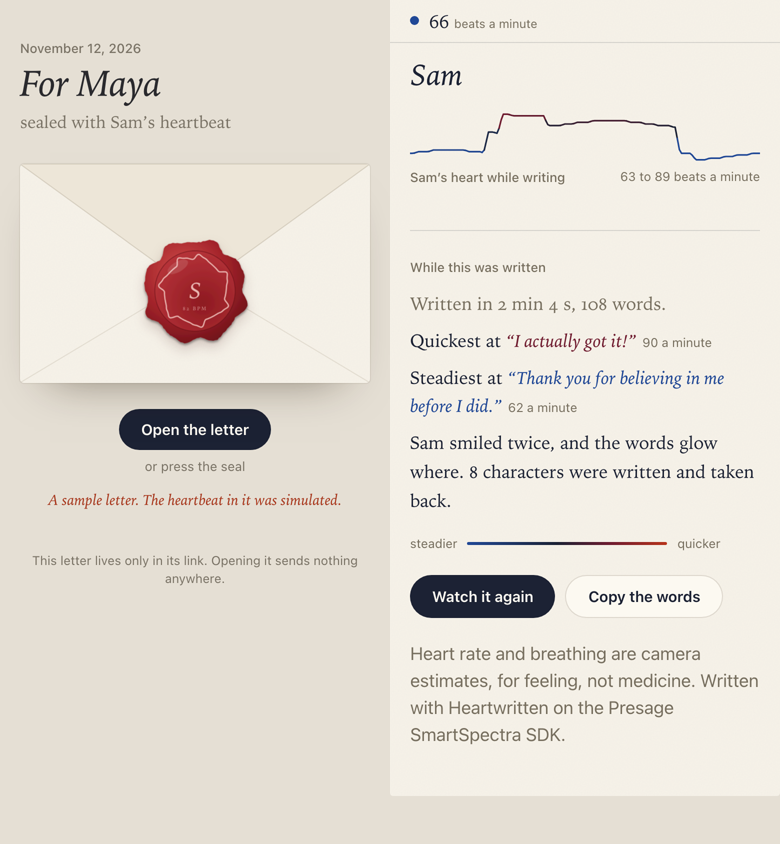 November 12, 2026
For Maya
sealed with Sam’s heartbeat
S
Open the letter
or press the seal
A sample letter. The heartbeat in it was simulated.
This letter lives only in its link. Opening it sends nothing
anywhere.
66 beats a minute
Sam
Sam’s heart while writing
63 to 89 beats a minute
While this was written
Written in 2 min 4 s, 108 words.
Quickest at “I actually got it!” 90 a minute
Steadiest at “Thank you for believing in me
before I did.” 62 a minute
Sam smiled twice, and the words glow
where. 8 characters were written and taken
back.
steadier
quicker
Watch it again
Copy the words
Heart rate and breathing are camera
estimates, for feeling, not medicine. Written
with Heartwritten on the Presage
SmartSpectra SDK.